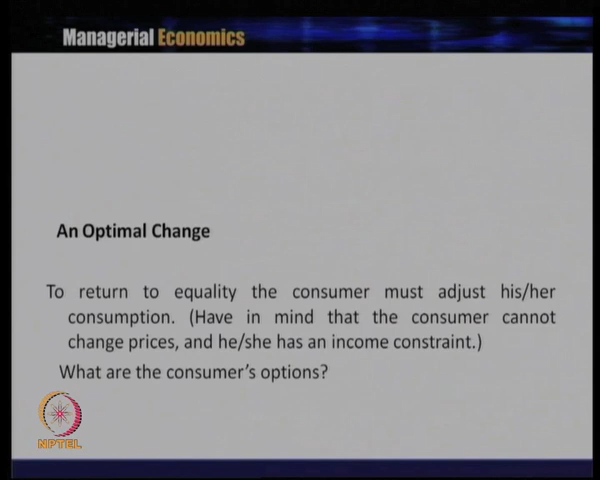 Managerial Economics
An Optimal Change
To return to equality the consumer must adjust his/her
consumption. (Have in mind that the consumer cannot
change prices, and he/she has an income constraint.)
What are the consumer's options?
NPTEL